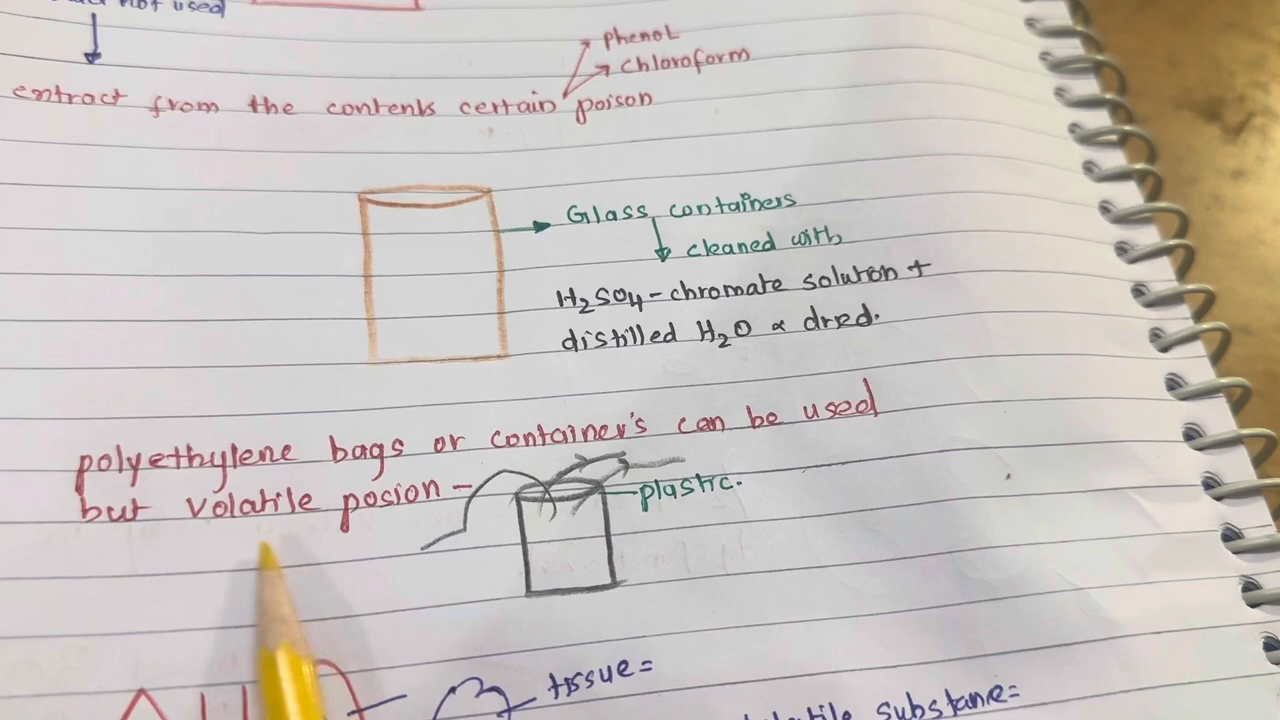 not used
Phenol
chloroform
extract from the contents certain poison
Glass containers
cleaned with
H₂SO₄-chromate solution +
distilled H₂O & dried.
polyethylene bags or container's can be used
but volatile posion -
plastic.
tissue =
substane=